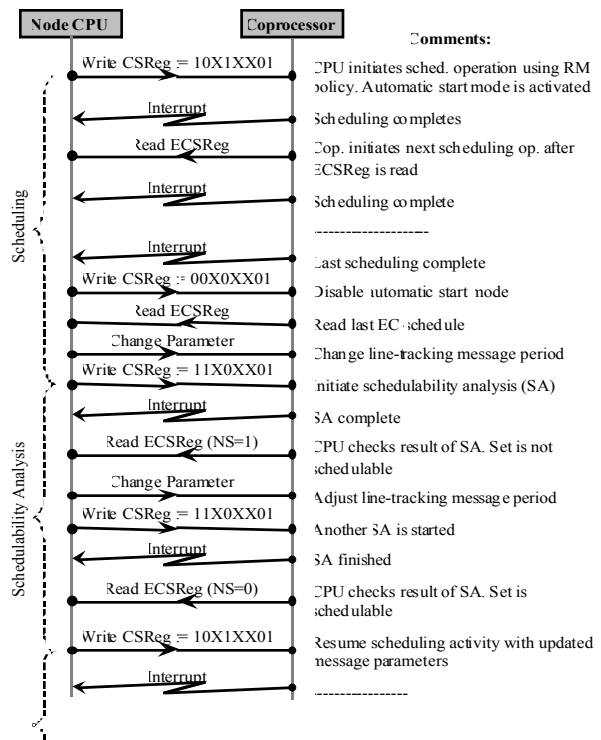 Node CPU
Coprocessor
Comments:
Write CSReg := 10X1XX01
CPU initiates sched. operation using RM
policy. Automatic start mode is activated
Interrupt
Scheduling completes
Read ECSReg
Cop. initiates next scheduling op. after
ECSReg is read
Interrupt
Scheduling complete
---------------------
Interrupt
Last scheduling complete
Write CSReg := 00X0XX01
Disable automatic start mode
Read ECSReg
Read last EC schedule
Change Parameter
Change line-tracking message period
Write CSReg := 11X0XX01
Initiate schedulability analysis (SA)
Interrupt
SA complete
Read ECSReg (NS=1)
CPU checks result of SA. Set is not
schedulable
Change Parameter
Adjust line-tracking message period
Write CSReg := 11X0XX01
Another SA is started
Interrupt
SA finished
Read ECSReg (NS=0)
CPU checks result of SA. Set is
schedulable
Write CSReg := 10X1XX01
Resume scheduling activity with updated
message parameters
Interrupt
-----------------
Scheduling
Schedulability Analysis